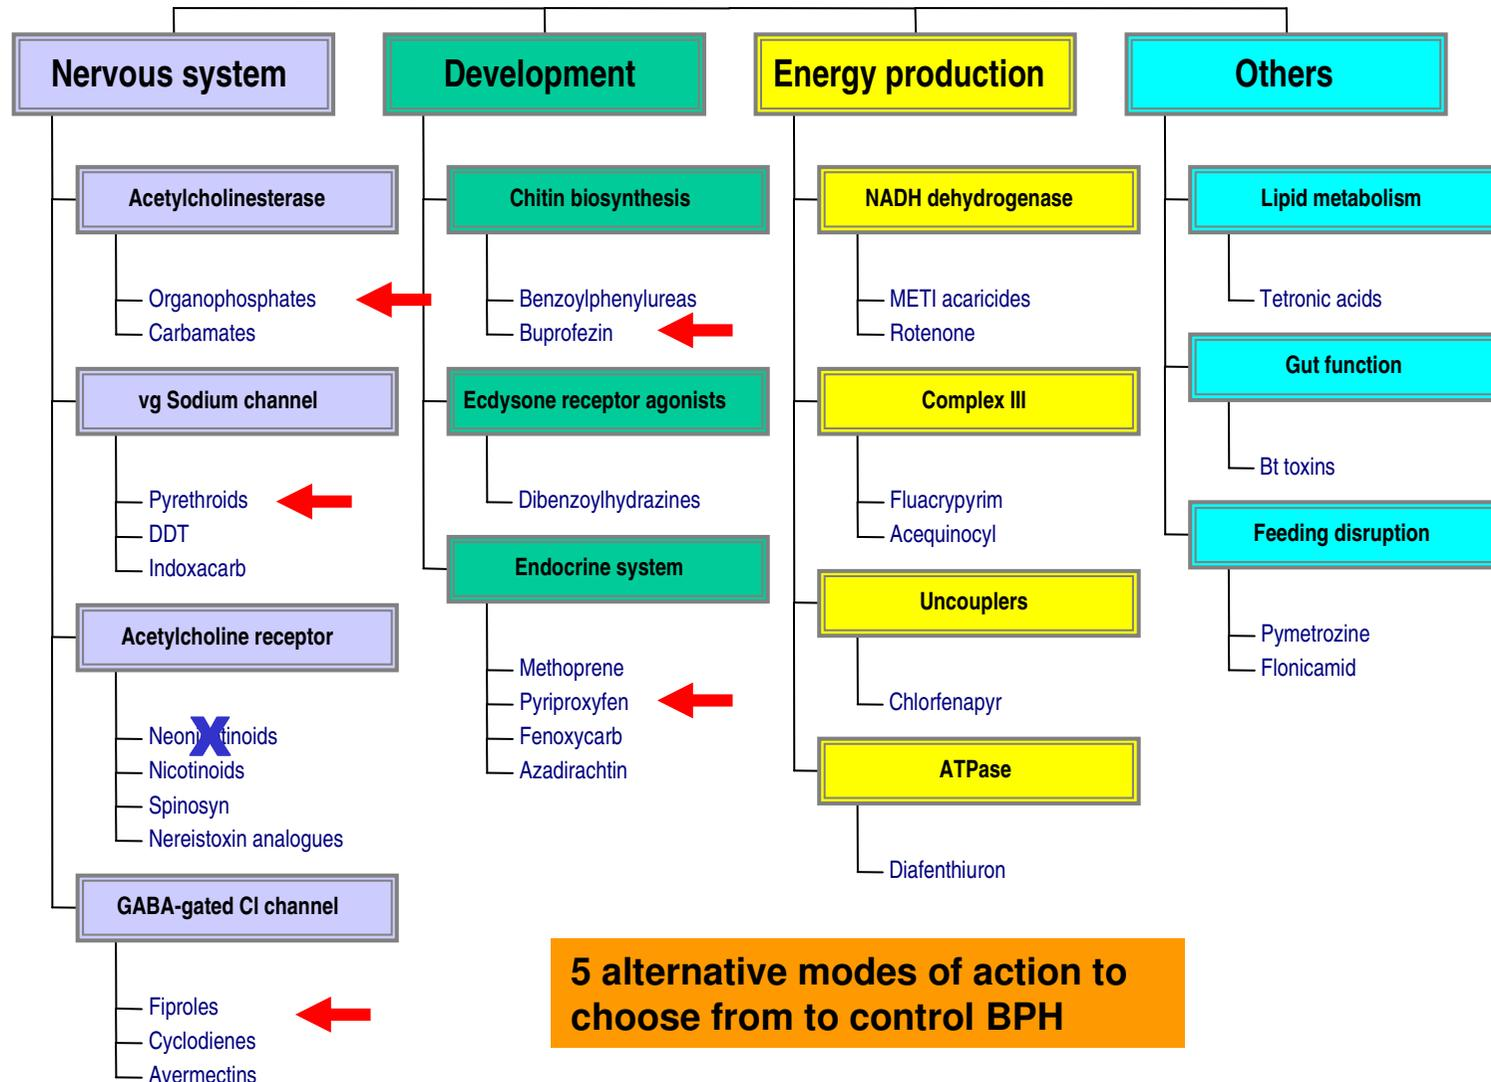 Nervous system
Acetylcholinesterase
Organophosphates
Carbamates
vg Sodium channel
Pyrethroids
DDT
Indoxacarb
Acetylcholine receptor
Neonicotinoids
X
Nicotinoids
Spinosyn
Nereistoxin analogues
GABA-gated Cl channel
Fiproles
Cyclodienes
Avermectins
Development
Chitin biosynthesis
Benzoylphenylureas
Buprofezin
Ecdysone receptor agonists
Dibenzoylhydrazines
Endocrine system
Methoprene
Pyriproxyfen
Fenoxycarb
Azadirachtin
Energy production
NADH dehydrogenase
METI acaricides
Rotenone
Complex III
Fluacrypyrim
Acequinocyl
Uncouplers
Chlorfenapyr
ATPase
Diafenthiuron
Others
Lipid metabolism
Tetronic acids
Gut function
Bt toxins
Feeding disruption
Pymetrozine
Flonicamid
5 alternative modes of action to
choose from to control BPH